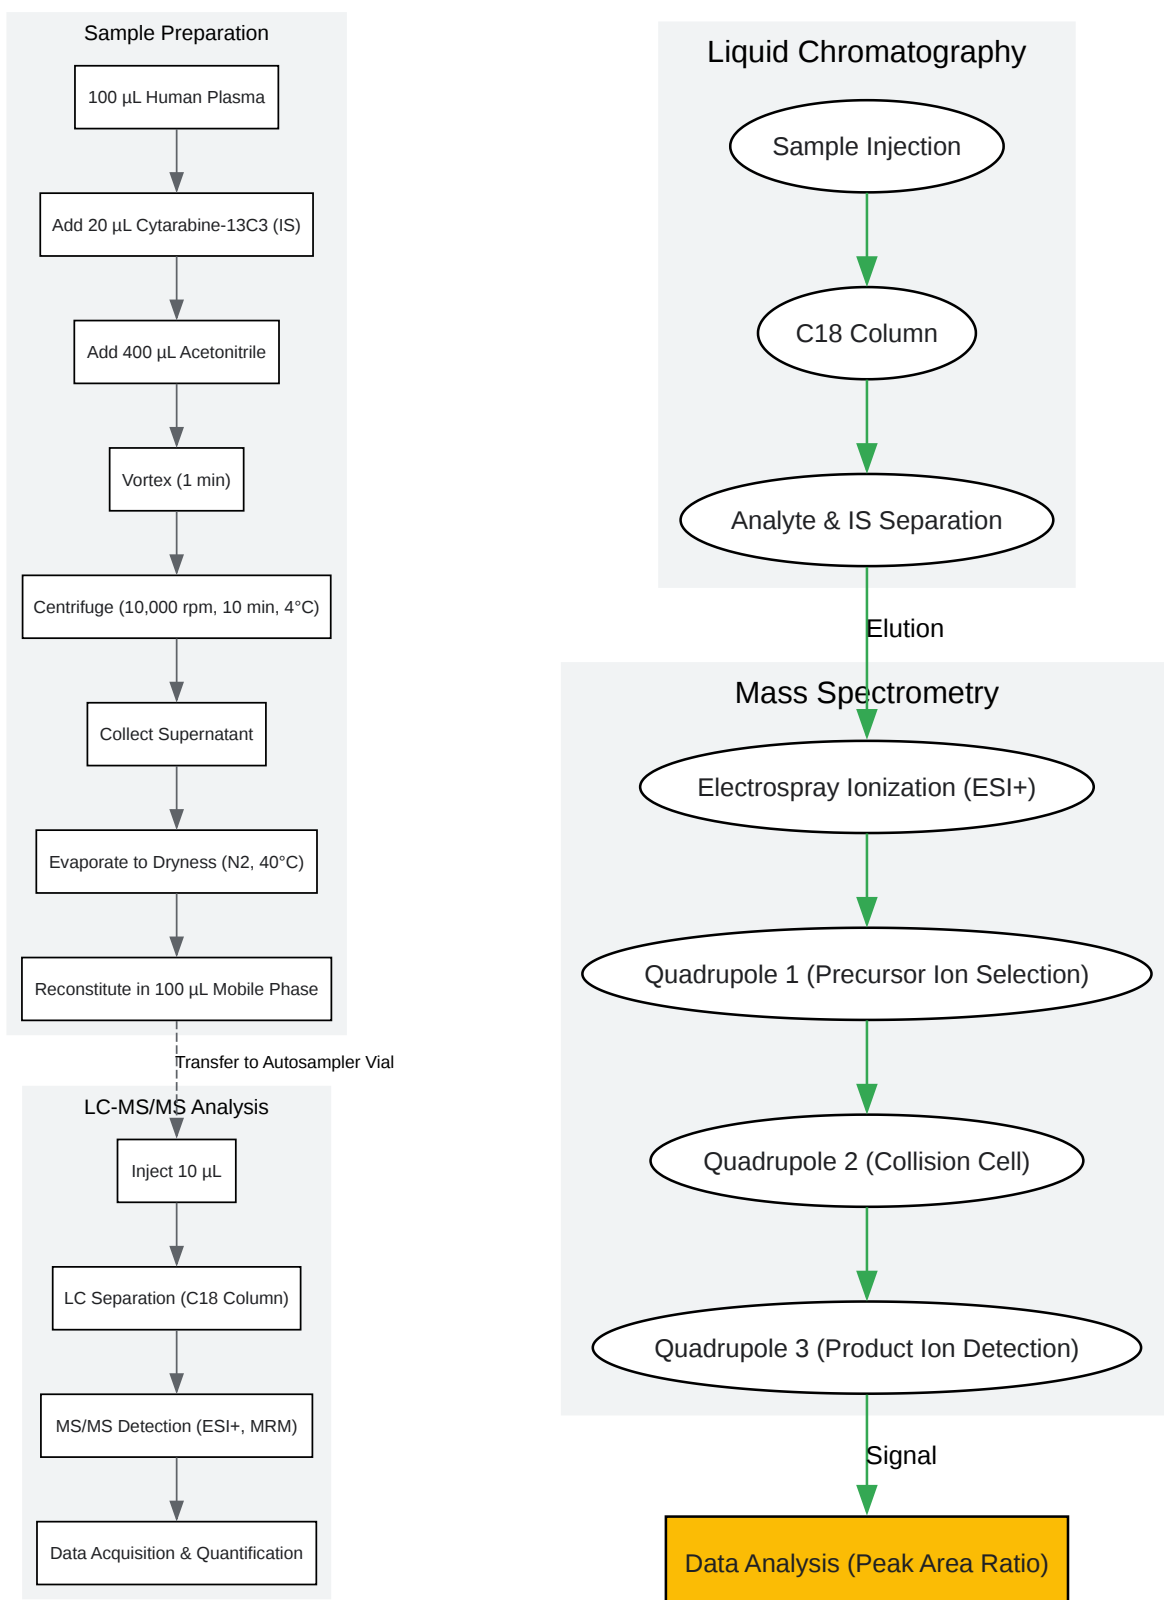 Sample Preparation
100 µL Human Plasma
Add 20 µL Cytarabine-13C3 (IS)
Add 400 µL Acetonitrile
Vortex (1 min)
Centrifuge (10,000 rpm, 10 min, 4°C)
Collect Supernatant
Evaporate to Dryness (N2, 40°C)
Reconstitute in 100 µL Mobile Phase
Transfer to Autosampler Vial
LC-MS/MS Analysis
Inject 10 µL
LC Separation (C18 Column)
MS/MS Detection (ESI+, MRM)
Data Acquisition & Quantification
Liquid Chromatography
Sample Injection
C18 Column
Analyte & IS Separation
Elution
Mass Spectrometry
Electrospray Ionization (ESI+)
Quadrupole 1 (Precursor Ion Selection)
Quadrupole 2 (Collision Cell)
Quadrupole 3 (Product Ion Detection)
Signal
Data Analysis (Peak Area Ratio)